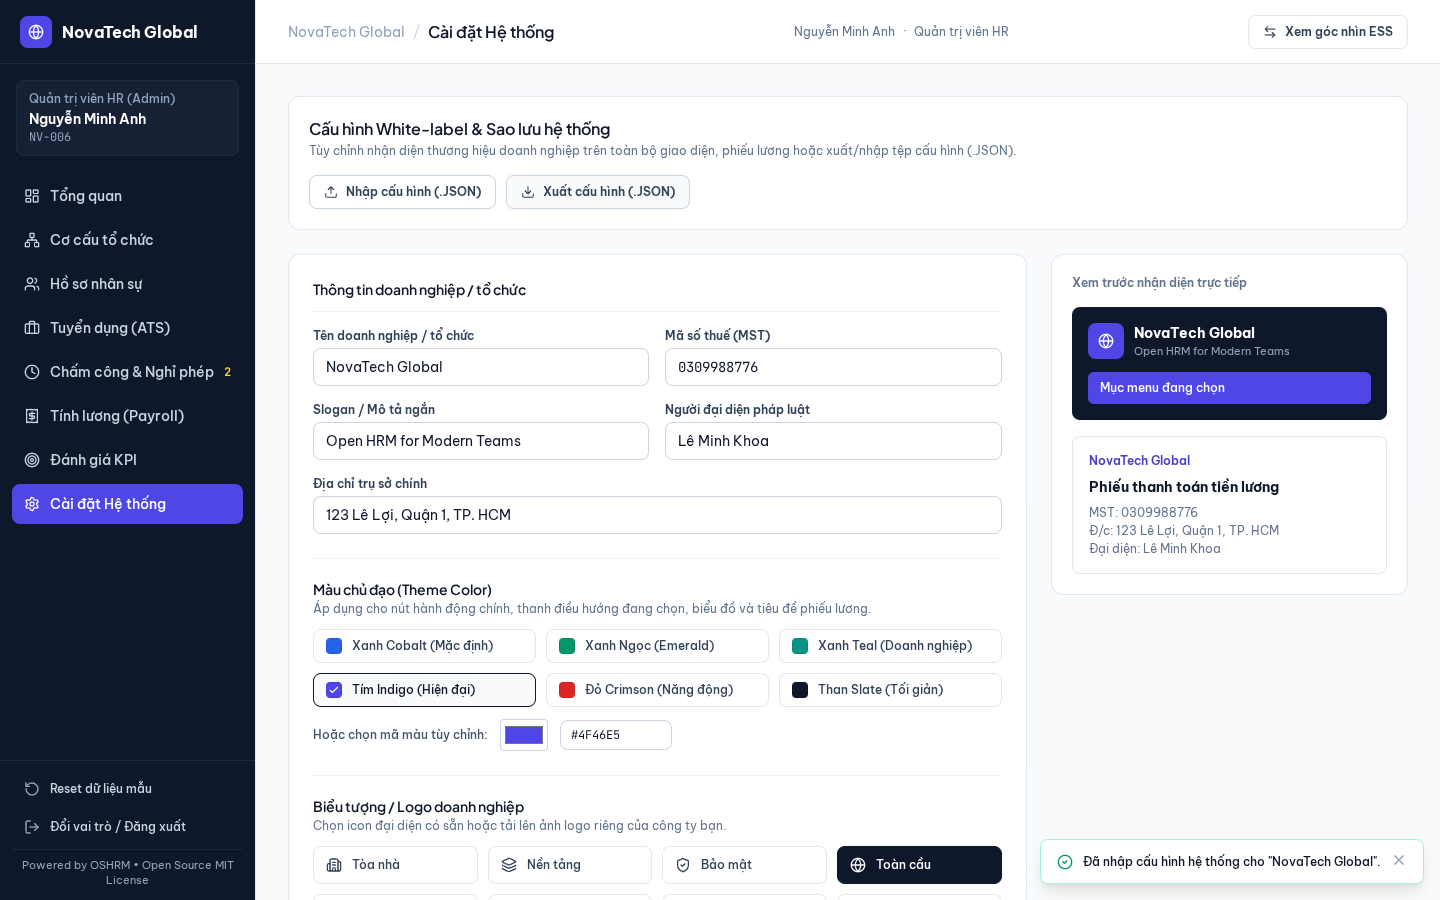 NovaTech Global
Quản trị viên HR (Admin)
Nguyễn Minh Anh
NV-006
Tổng quan
Cơ cấu tổ chức
Hồ sơ nhân sự
Tuyển dụng (ATS)
Chấm công & Nghỉ phép 2
Tính lương (Payroll)
Đánh giá KPI
Cài đặt Hệ thống
Reset dữ liệu mẫu
Đổi vai trò / Đăng xuất
Powered by OSHRM • Open Source MIT
License
NovaTech Global / Cài đặt Hệ thống
Nguyễn Minh Anh · Quản trị viên HR
Xem góc nhìn ESS
Cấu hình White-label & Sao lưu hệ thống
Tùy chỉnh nhận diện thương hiệu doanh nghiệp trên toàn bộ giao diện, phiếu lương hoặc xuất/nhập tệp cấu hình (.JSON).
Nhập cấu hình (.JSON)
Xuất cấu hình (.JSON)
Thông tin doanh nghiệp / tổ chức
Tên doanh nghiệp / tổ chức
NovaTech Global
Mã số thuế (MST)
0309988776
Slogan / Mô tả ngắn
Open HRM for Modern Teams
Người đại diện pháp luật
Lê Minh Khoa
Địa chỉ trụ sở chính
123 Lê Lợi, Quận 1, TP. HCM
Màu chủ đạo (Theme Color)
Áp dụng cho nút hành động chính, thanh điều hướng đang chọn, biểu đồ và tiêu đề phiếu lương.
Xanh Cobalt (Mặc định)
Xanh Ngọc (Emerald)
Xanh Teal (Doanh nghiệp)
Tím Indigo (Hiện đại)
Đỏ Crimson (Năng động)
Than Slate (Tối giản)
Hoặc chọn mã màu tùy chỉnh:
#4F46E5
Biểu tượng / Logo doanh nghiệp
Chọn icon đại diện có sẵn hoặc tải lên ảnh logo riêng của công ty bạn.
Tòa nhà
Nền tảng
Bảo mật
Toàn cầu
Xem trước nhận diện trực tiếp
NovaTech Global
Open HRM for Modern Teams
Mục menu đang chọn
NovaTech Global
Phiếu thanh toán tiền lương
MST: 0309988776
Đ/c: 123 Lê Lợi, Quận 1, TP. HCM
Đại diện: Lê Minh Khoa
Đã nhập cấu hình hệ thống cho "NovaTech Global".